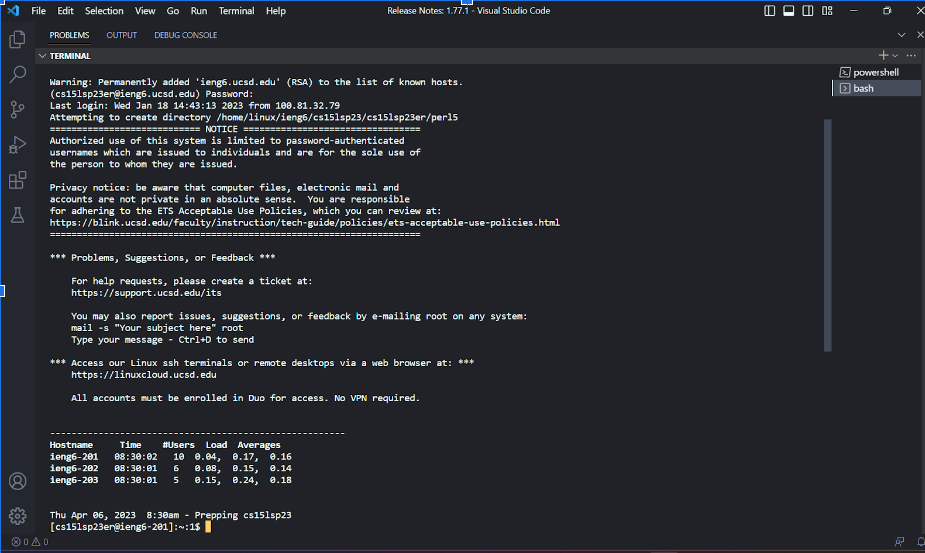 File Edit Selection View Go Run Terminal Help Release Notes: 1.77.1 - Visual Studio Code
PROBLEMS OUTPUT DEBUG CONSOLE
TERMINAL
powershell
bash
Warning: Permanently added 'ieng6.ucsd.edu' (RSA) to the list of known hosts.
(cs15lsp23er@ieng6.ucsd.edu) Password:
Last login: Wed Jan 18 14:43:13 2023 from 100.81.32.79
Attempting to create directory /home/linux/ieng6/cs15lsp23/cs15lsp23er/perl5
============================ NOTICE =================================
Authorized use of this system is limited to password-authenticated
usernames which are issued to individuals and are for the sole use of
the person to whom they are issued.
Privacy notice: be aware that computer files, electronic mail and
accounts are not private in an absolute sense.  You are responsible
for adhering to the ETS Acceptable Use Policies, which you can review at:
https://blink.ucsd.edu/faculty/instruction/tech-guide/policies/ets-acceptable-use-policies.html
=====================================================================
*** Problems, Suggestions, or Feedback ***
For help requests, please create a ticket at:
https://support.ucsd.edu/its
You may also report issues, suggestions, or feedback by e-mailing root on any system:
mail -s "Your subject here" root
Type your message - Ctrl+D to send
*** Access our Linux ssh terminals or remote desktops via a web browser at: ***
https://linuxcloud.ucsd.edu
All accounts must be enrolled in Duo for access. No VPN required.
-------------------------------------------------------
Hostname Time #Users Load Averages
ieng6-201 08:30:02 10 0.04, 0.17, 0.16
ieng6-202 08:30:01 6 0.08, 0.15, 0.14
ieng6-203 08:30:01 5 0.15, 0.24, 0.18
Thu Apr 06, 2023  8:30am - Prepping cs15lsp23
[cs15lsp23er@ieng6-201]:~:1$
0 0